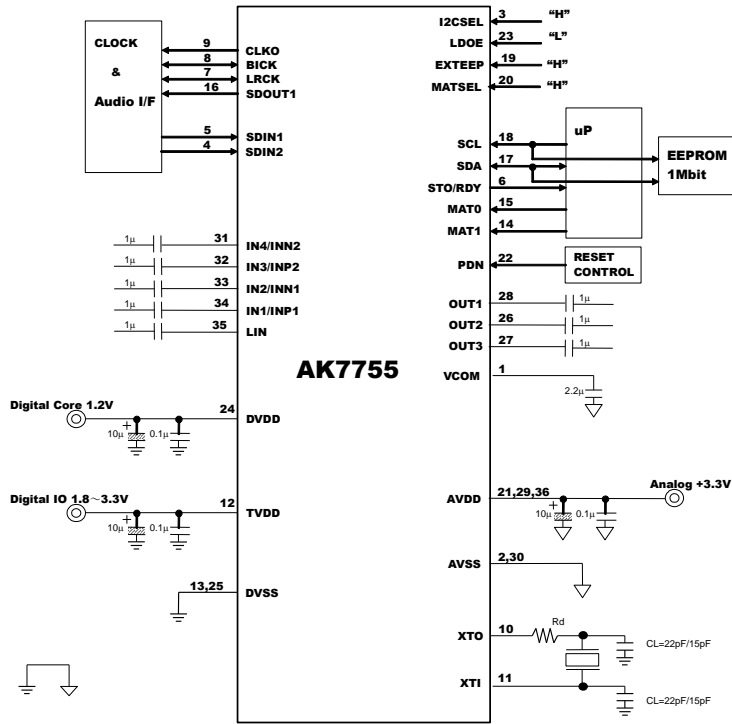 CLOCK
&
Audio I/F
9 CLKO
8 BICK
7 LRCK
16 SDOUT1
5 SDIN1
4 SDIN2
1μ 31 IN4/INN2
1μ 32 IN3/INP2
1μ 33 IN2/INN1
1μ 34 IN1/INP1
1μ 35 LIN
AK7755
Digital Core 1.2V
24 DVDD
+
10μ 0.1μ
Digital IO 1.8～3.3V
12 TVDD
+
10μ 0.1μ
13,25 DVSS
I2CSEL 3 “H”
LDOE 23 “L”
EXTEEP 19 “H”
MATSEL 20 “H”
uP
SCL 18
SDA 17
STO/RDY 6
MAT0 15
MAT1 14
EEPROM
1Mbit
PDN 22
RESET
CONTROL
OUT1 28 1μ
OUT2 26 1μ
OUT3 27 1μ
VCOM 1
2.2μ
AVDD 21,29,36 Analog +3.3V
+
10μ 0.1μ
AVSS 2,30
XTO 10 Rd
CL=22pF/15pF
XTI 11
CL=22pF/15pF